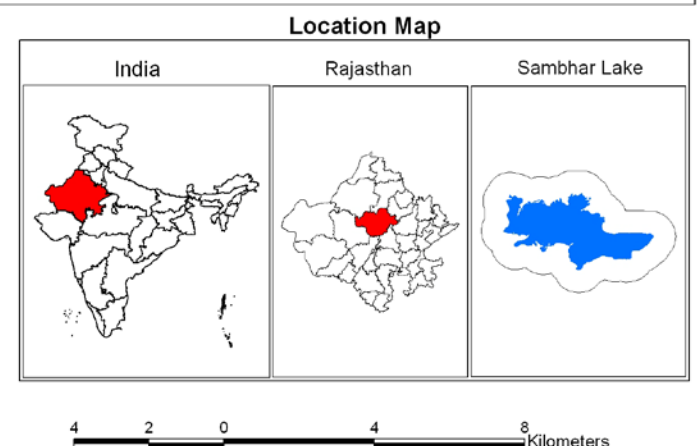 Location Map
India
Rajasthan
Sambhar Lake
4 2 0 4 8
Kilometers